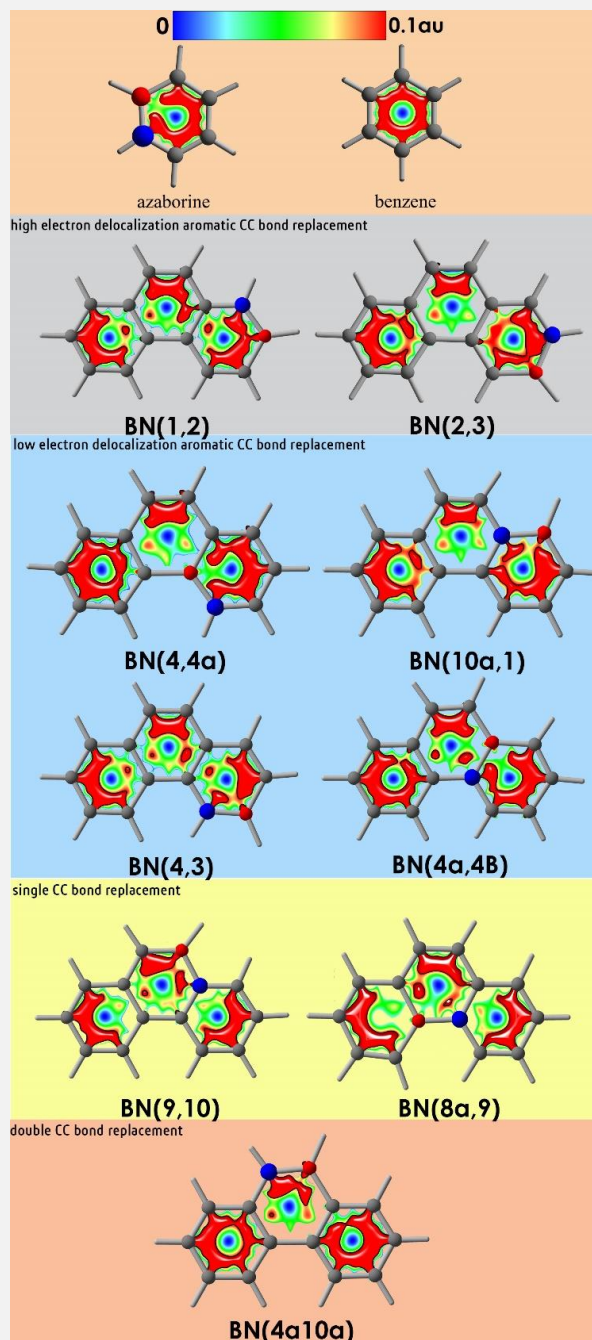 0 0.1au
azaborine benzene
high electron delocalization aromatic CC bond replacement
BN(1,2) BN(2,3)
low electron delocalization aromatic CC bond replacement
BN(4,4a) BN(10a,1)
BN(4,3) BN(4a,4B)
single CC bond replacement
BN(9,10) BN(8a,9)
double CC bond replacement
BN(4a10a)